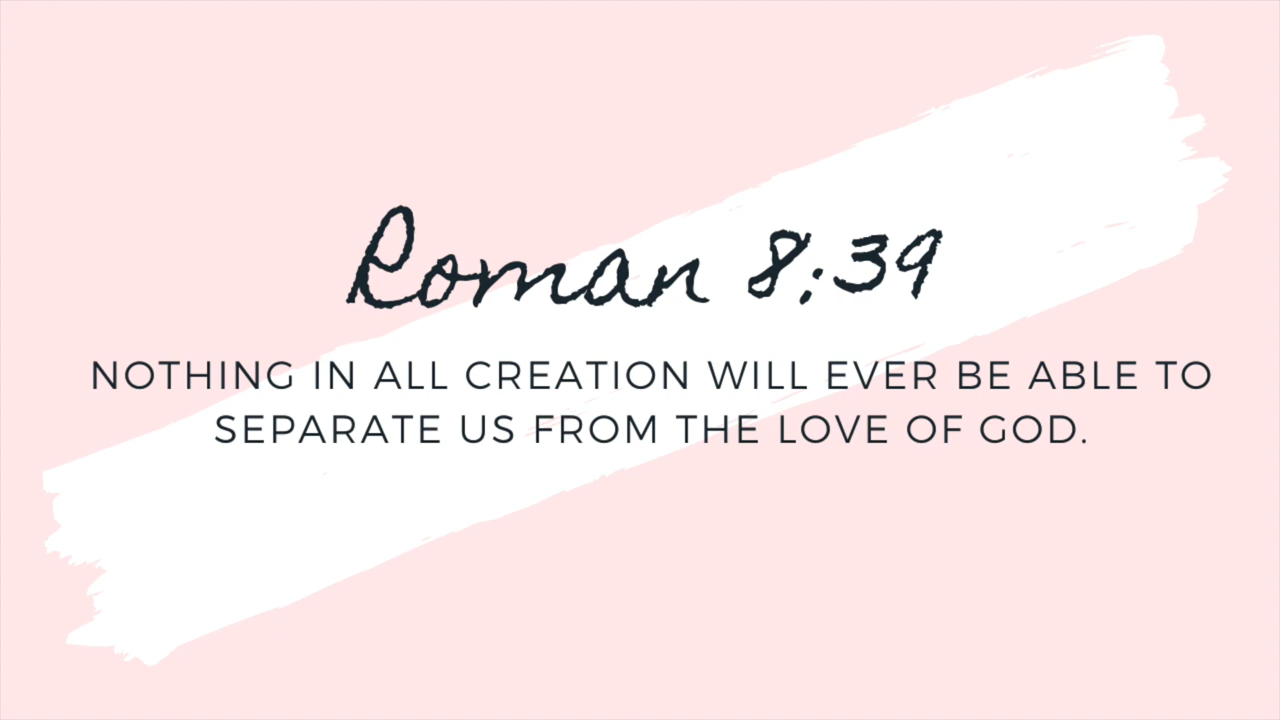 Roman 8:39
NOTHING IN ALL CREATION WILL EVER BE ABLE TO
SEPARATE US FROM THE LOVE OF GOD.